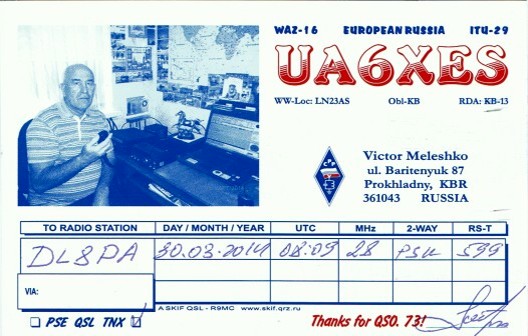 WAZ-16 EUROPEAN RUSSIA ITU-29
UA6XES
WW-Loc: LN23AS Obl-KB RDA: KB-13
Victor Meleshko
ul. Baritenyuk 87
Prokhladny, KBR
361043 RUSSIA
TO RADIO STATION DAY / MONTH / YEAR UTC MHz 2-WAY RS-T
DL8PA 30.03.2014 08:09 28 PSK 599
VIA:
A SKIF QSL - R9MC www.skif.qrz.ru
PSE QSL TNX Thanks for QSO. 73!